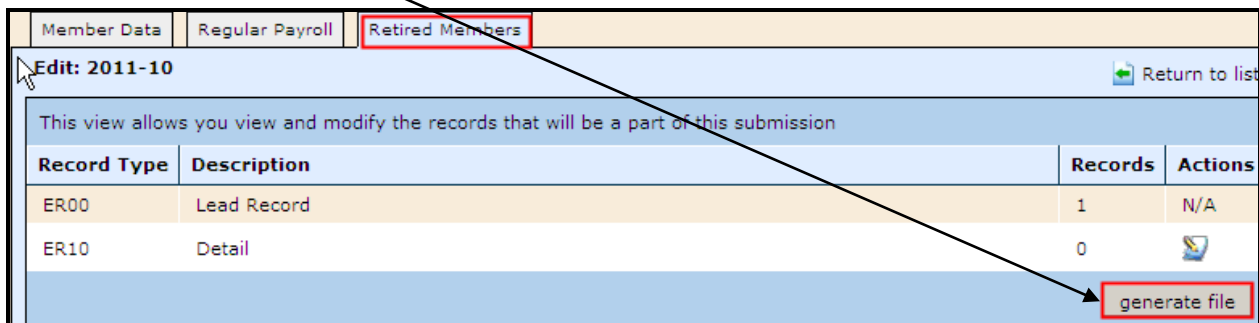 Member Data Regular Payroll Retired Members
Edit: 2011-10 Return to list
This view allows you view and modify the records that will be a part of this submission
Record Type Description Records Actions
ER00 Lead Record 1 N/A
ER10 Detail 0
generate file